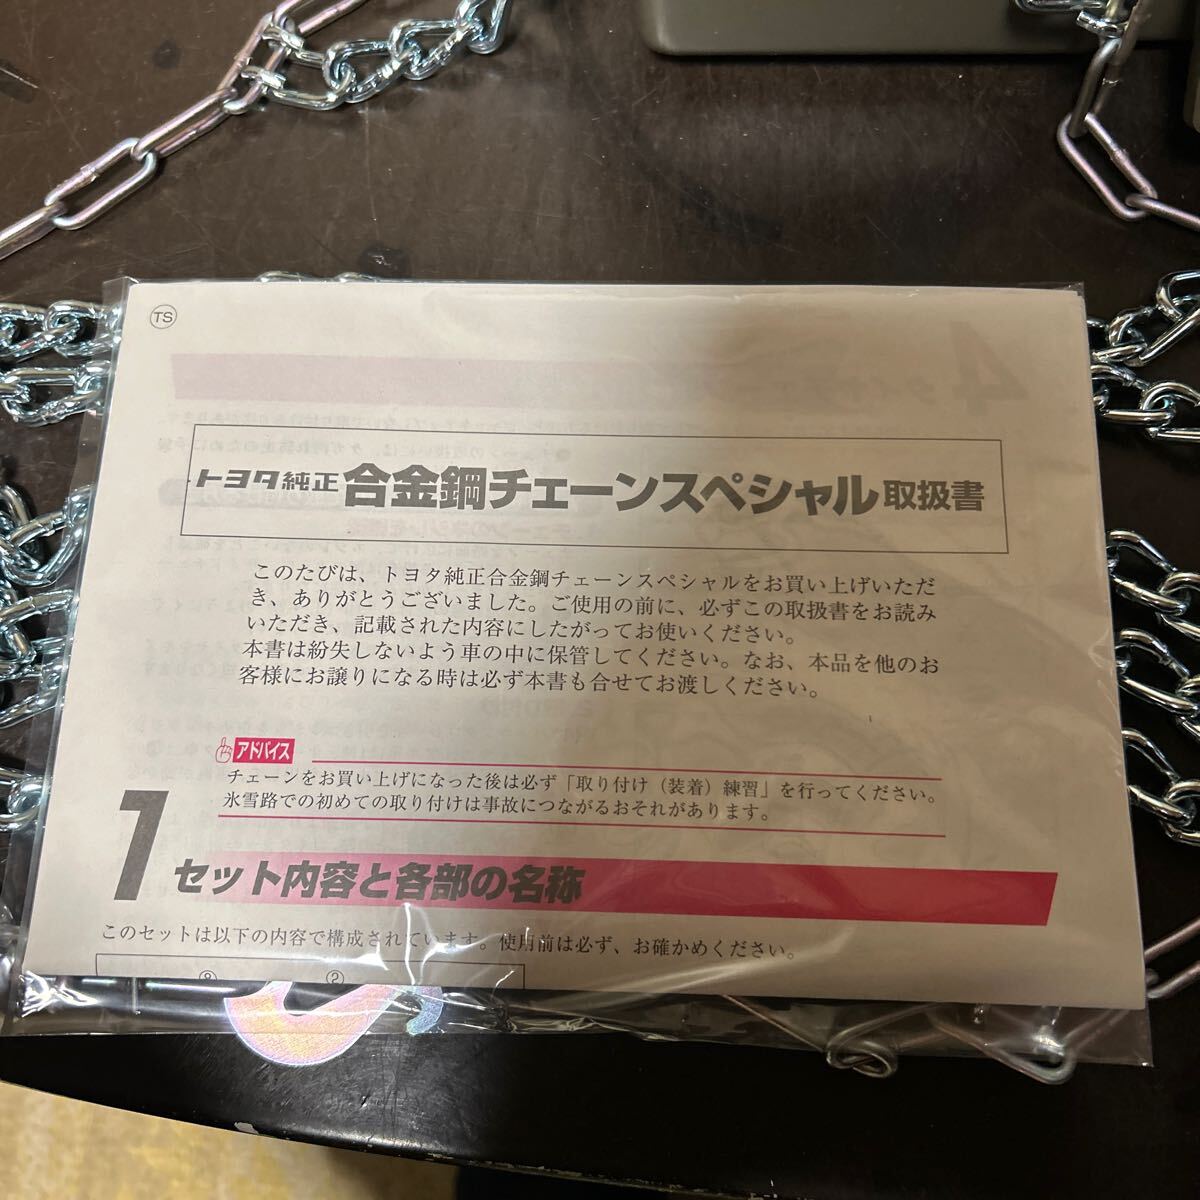 TS
トヨタ純正 合金鋼チェーンスペシャル 取扱書
このたびは、トヨタ純正合金鋼チェーンスペシャルをお買い上げいただ
き、ありがとうございました。ご使用の前に、必ずこの取扱書をお読み
いただき、記載された内容にしたがってお使いください。
本書は紛失しないよう車の中に保管してください。なお、本品を他のお
客様にお譲りになる時は必ず本書も合せてお渡しください。
アドバイス
チェーンをお買い上げになった後は必ず「取り付け（装着）練習」を行ってください。
氷雪路での初めての取り付けは事故につながるおそれがあります。
1 セット内容と各部の名称
このセットは以下の内容で構成されています。使用前は必ず、お確かめください。